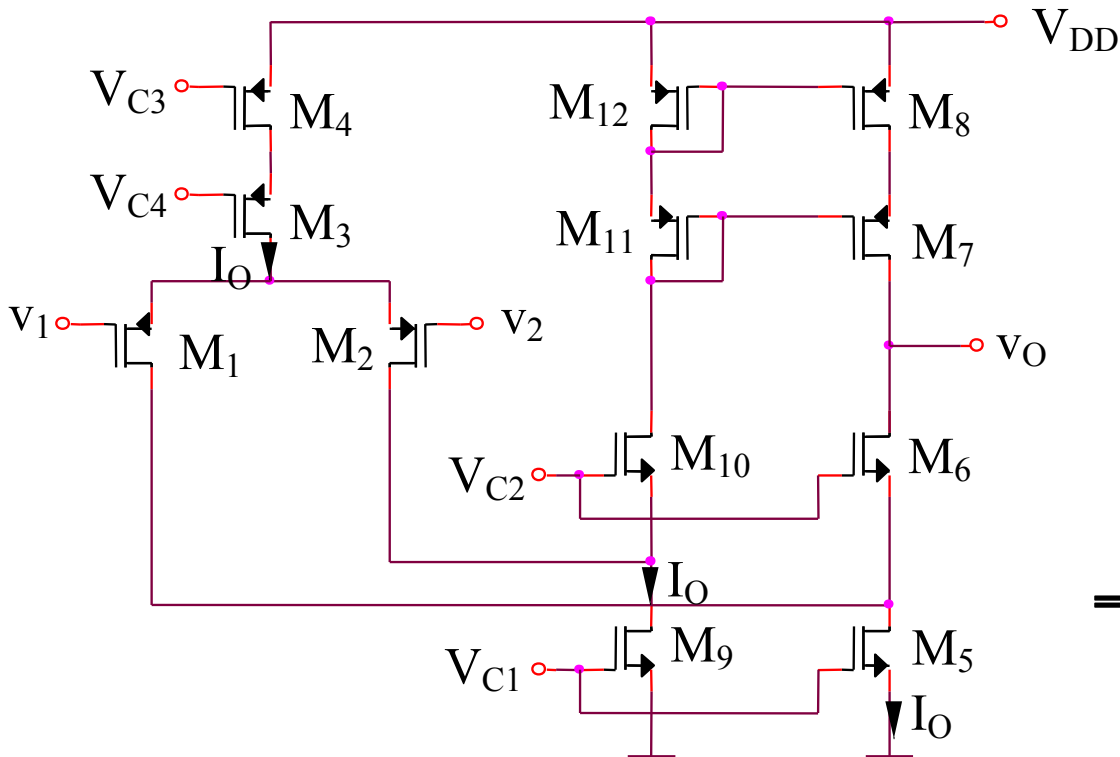 V_DD
V_C3
M_4
M_12
M_8
V_C4
M_3
M_11
M_7
I_O
v_1
M_1
M_2
v_2
v_O
V_C2
M_10
M_6
I_O
V_C1
M_9
M_5
I_O
=